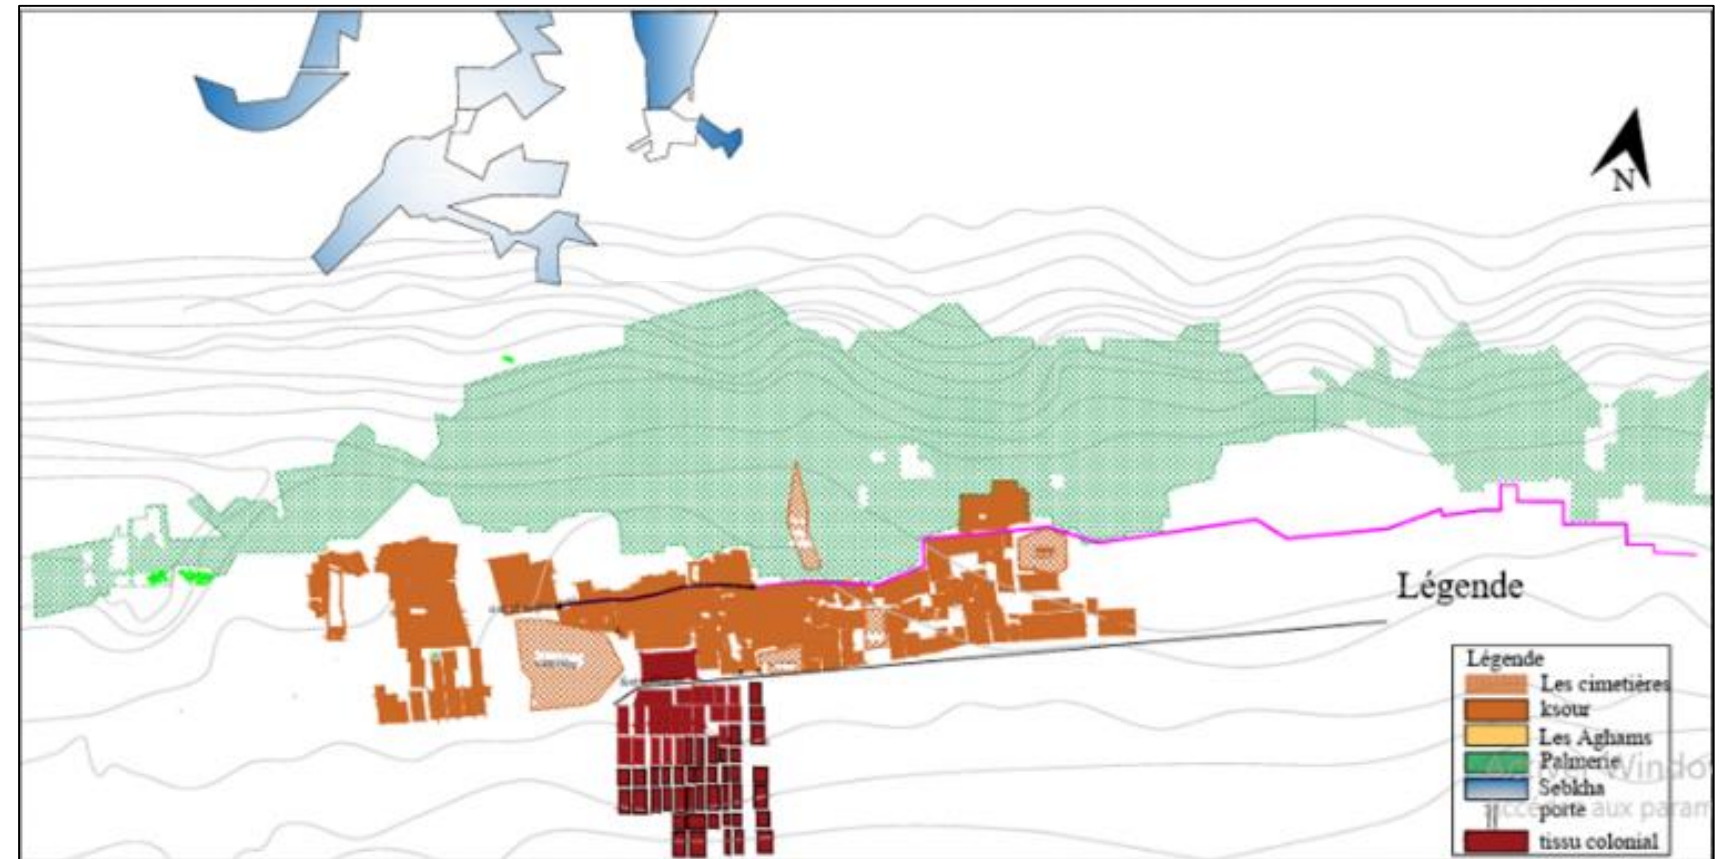 N
Légende
Légende
Les cimetières
ksour
Les Aghams
Palmerie
Sebkha
porte
tissu colonial